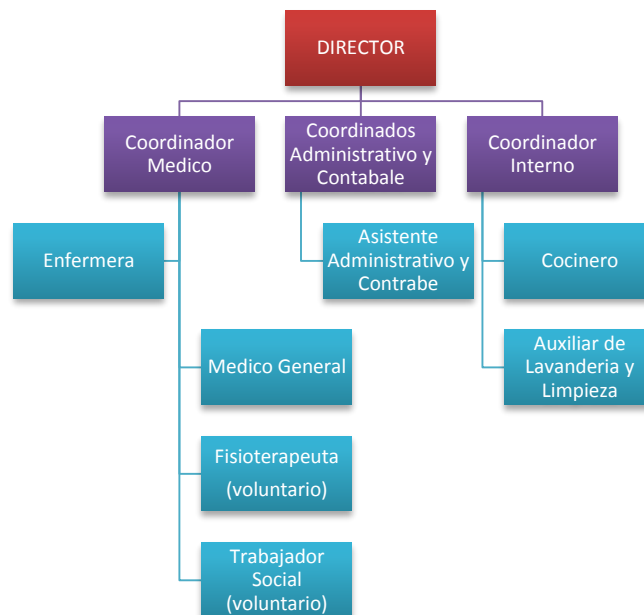 DIRECTOR
Coordinador
Medico
Coordinados
Administrativo y
Contabale
Coordinador
Interno
Enfermera
Asistente
Administrativo y
Contrabe
Cocinero
Medico General
Auxiliar de
Lavanderia y
Limpieza
Fisioterapeuta
(voluntario)
Trabajador
Social
(voluntario)